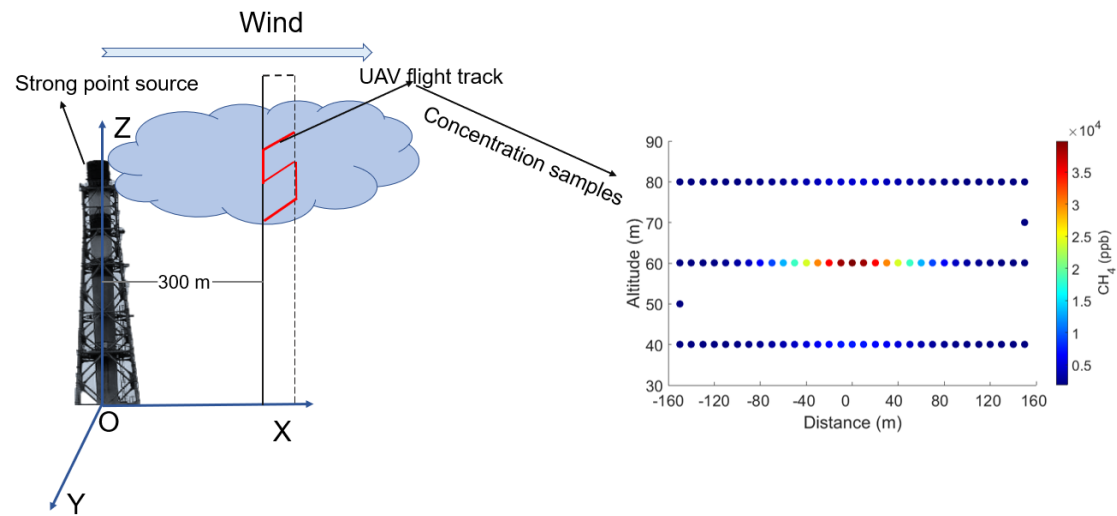 Wind
Strong point source
UAV flight track
Concentration samples
Z
300 m
O
X
Y
×10⁴
90
80
70
60
50
40
30
Altitude (m)
-160 -120 -80 -40 0 40 80 120 160
Distance (m)
4
3.5
3
2.5
2
1.5
1
0.5
CH₄ (ppb)